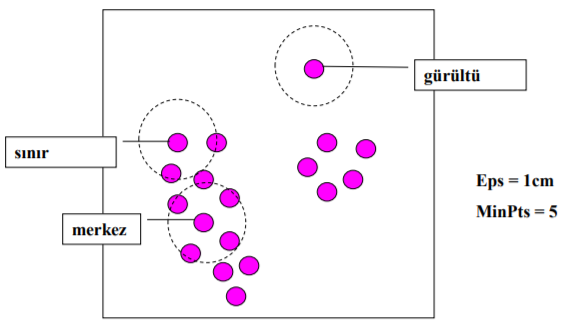 gürültü
sınır
Eps = 1cm
MinPts = 5
merkez